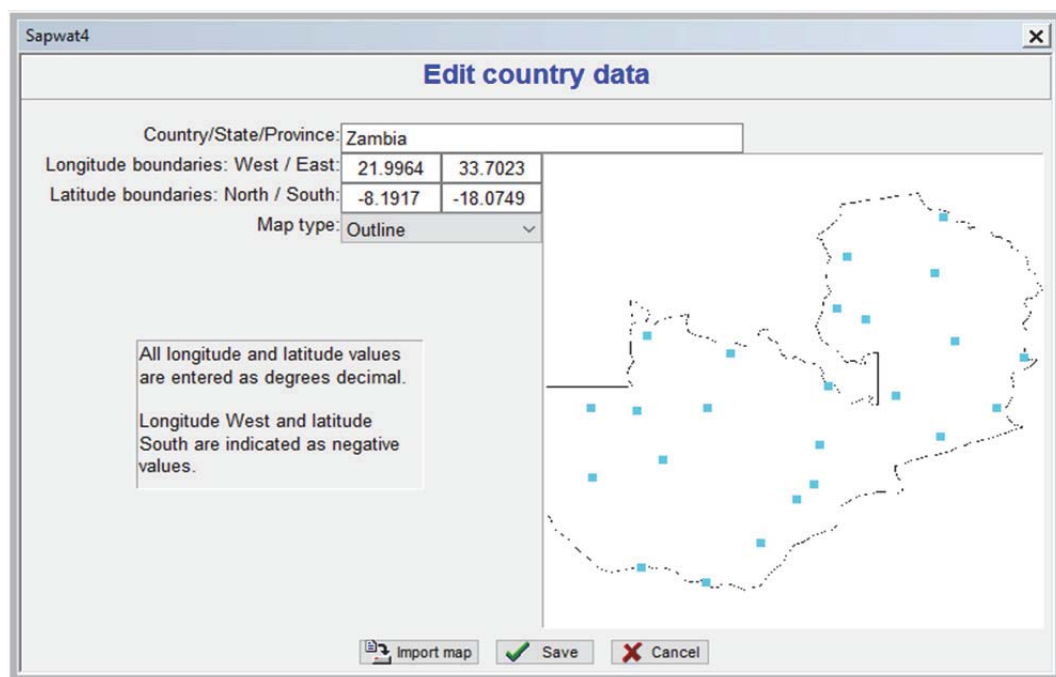 Sapwat4
Edit country data
Country/State/Province: Zambia
Longitude boundaries: West / East: 21.9964 33.7023
Latitude boundaries: North / South: -8.1917 -18.0749
Map type: Outline
All longitude and latitude values
are entered as degrees decimal.
Longitude West and latitude
South are indicated as negative
values.
Import map Save Cancel